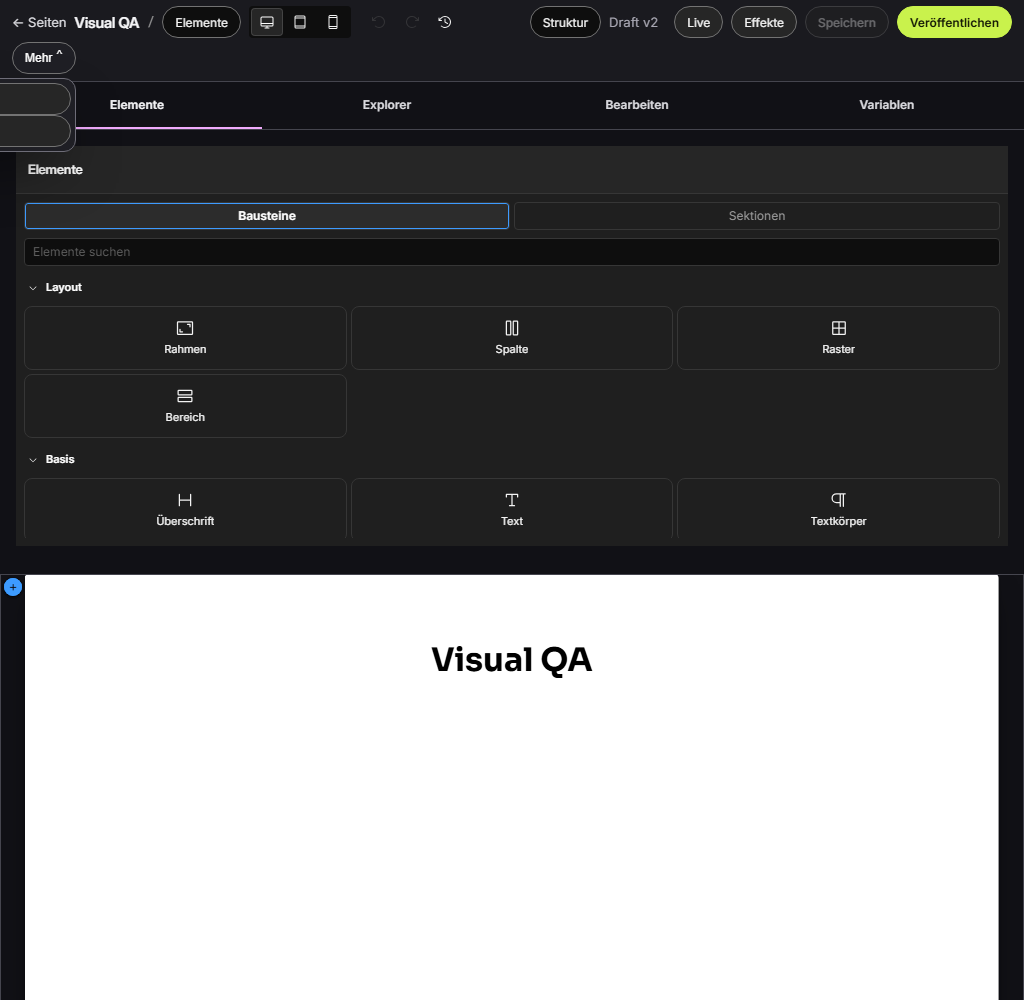 ← Seiten Visual QA / Elemente Struktur Draft v2 Live Effekte Speichern Veröffentlichen
Mehr ^
Elemente Explorer Bearbeiten Variablen
Elemente
Bausteine Sektionen
Elemente suchen
Layout
Rahmen Spalte Raster
Bereich
Basis
Überschrift Text Textkörper
Visual QA